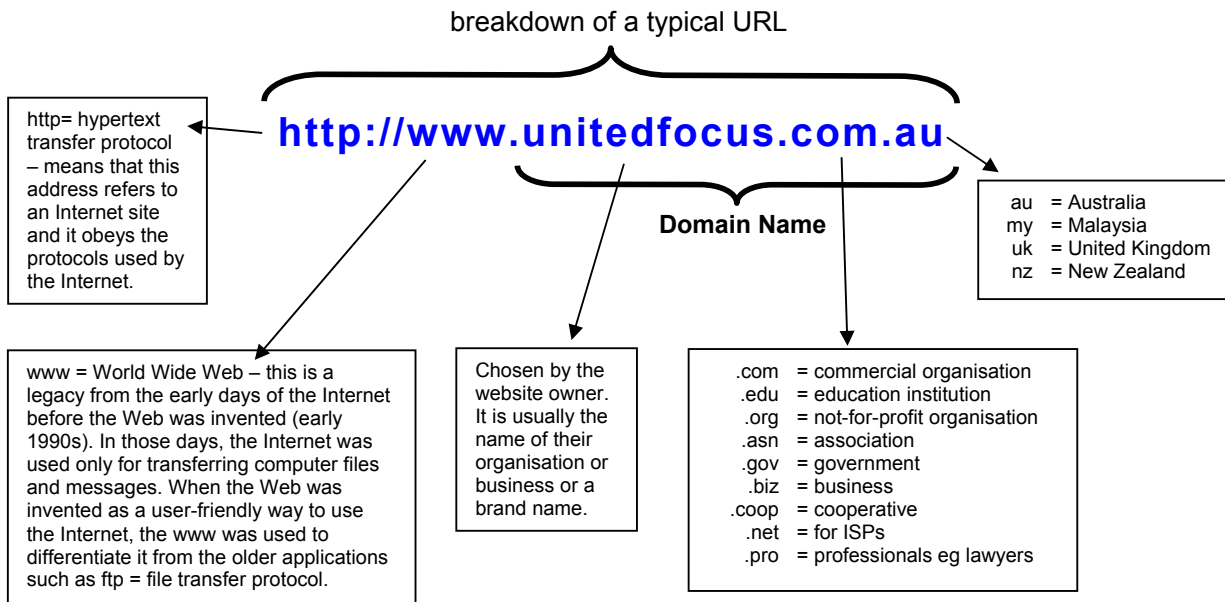 breakdown of a typical URL
http= hypertext
transfer protocol
– means that this
address refers to
an Internet site
and it obeys the
protocols used by
the Internet.
http://www.unitedfocus.com.au
Domain Name
au = Australia
my = Malaysia
uk = United Kingdom
nz = New Zealand
www = World Wide Web – this is a
legacy from the early days of the Internet
before the Web was invented (early
1990s). In those days, the Internet was
used only for transferring computer files
and messages. When the Web was
invented as a user-friendly way to use
the Internet, the www was used to
differentiate it from the older applications
such as ftp = file transfer protocol.
Chosen by the
website owner.
It is usually the
name of their
organisation or
business or a
brand name.
.com = commercial organisation
.edu = education institution
.org = not-for-profit organisation
.asn = association
.gov = government
.biz = business
.coop = cooperative
.net = for ISPs
.pro = professionals eg lawyers